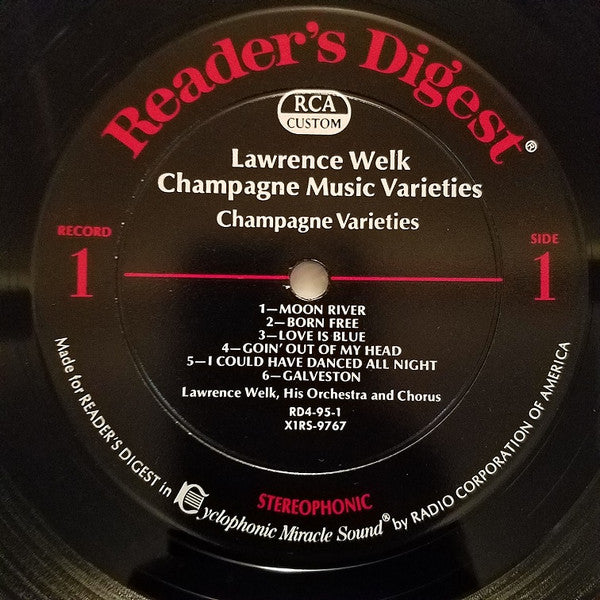 Reader's Digest®
RCA
CUSTOM
Lawrence Welk
Champagne Music Varieties
Champagne Varieties
RECORD
1
SIDE
1
1—MOON RIVER
2—BORN FREE
3—LOVE IS BLUE
4—GOIN' OUT OF MY HEAD
5—I COULD HAVE DANCED ALL NIGHT
6—GALVESTON
Lawrence Welk, His Orchestra and Chorus
RD4-95-1
X1RS-9767
STEREOPHONIC
Made for READER'S DIGEST in Cyclophonic Miracle Sound® by RADIO CORPORATION OF AMERICA